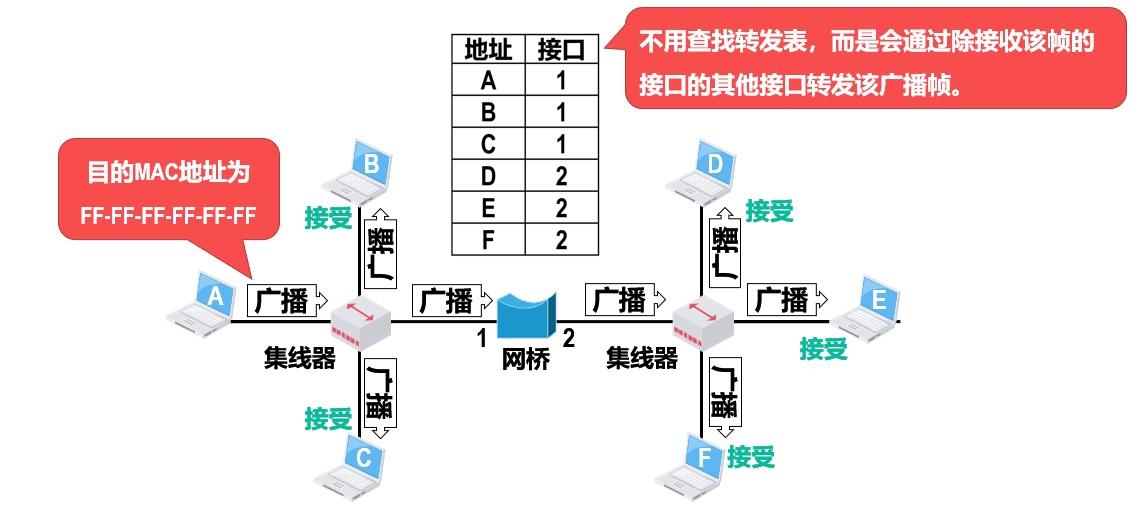 不用查找转发表，而是会通过除接收该帧的
接口的其他接口转发该广播帧。
地址 接口
A 1
B 1
C 1
D 2
E 2
F 2
目的MAC地址为
FF-FF-FF-FF-FF-FF
B
接受
广播
D
接受
广播
A
广播
集线器
广播
1
网桥
2
广播
集线器
广播
E
接受
广播
接受
C
广播
F
接受